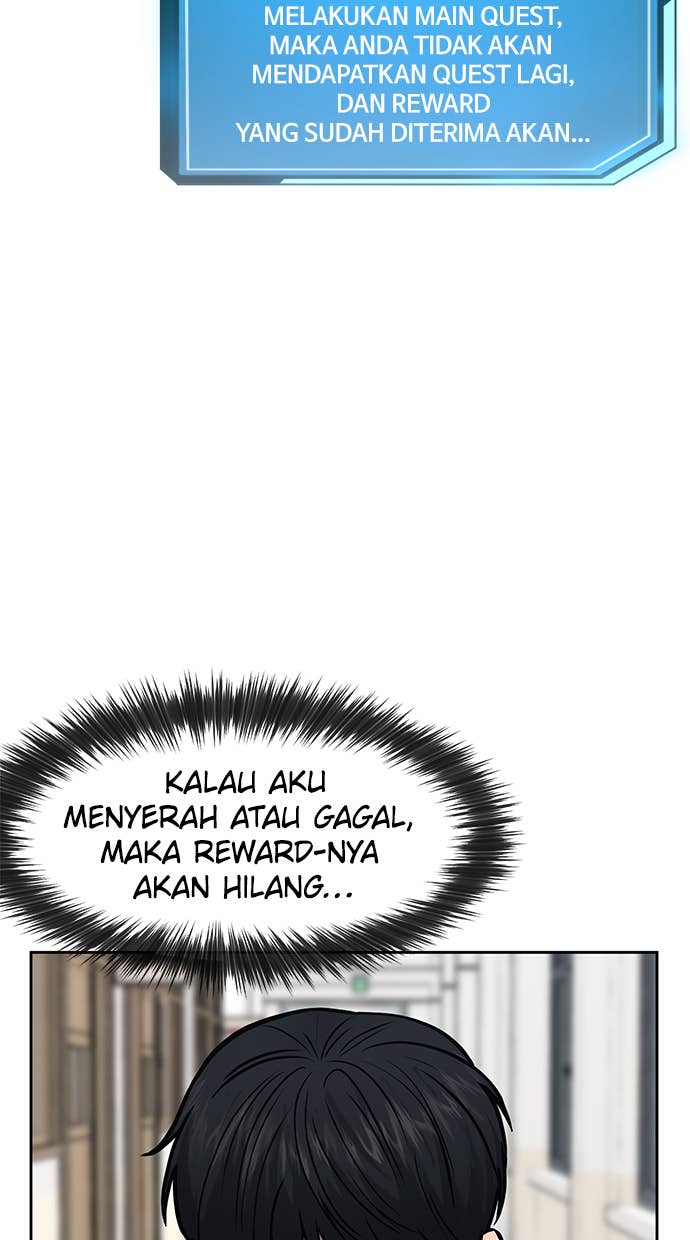 MELAKUKAN MAIN QUEST,
MAKA ANDA TIDAK AKAN
MENDAPATKAN QUEST LAGI,
DAN REWARD
YANG SUDAH DITERIMA AKAN...
KALAU AKU
MENYERAH ATAU GAGAL,
MAKA REWARD-NYA
AKAN HILANG...